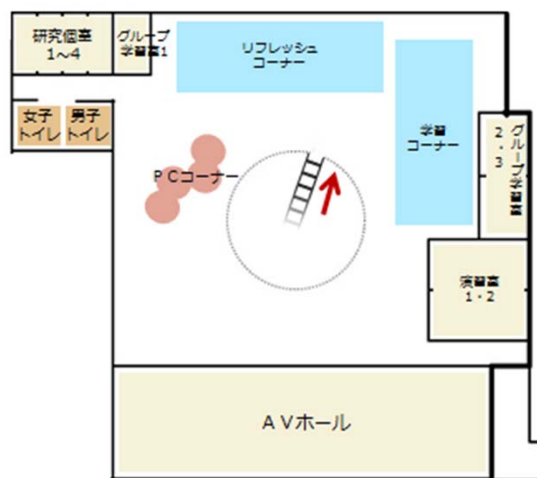 研究個室
1～4
グループ
学習室1
リフレッシュ
コーナー
女子
トイレ
男子
トイレ
学習
コーナー
グループ学習室
2・3
PCコーナー
演習室
1・2
AVホール